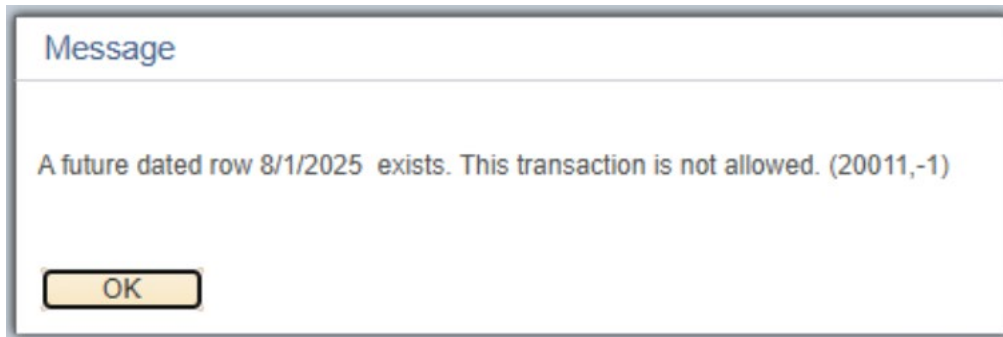 Message
A future dated row 8/1/2025  exists. This transaction is not allowed. (20011,-1)
OK